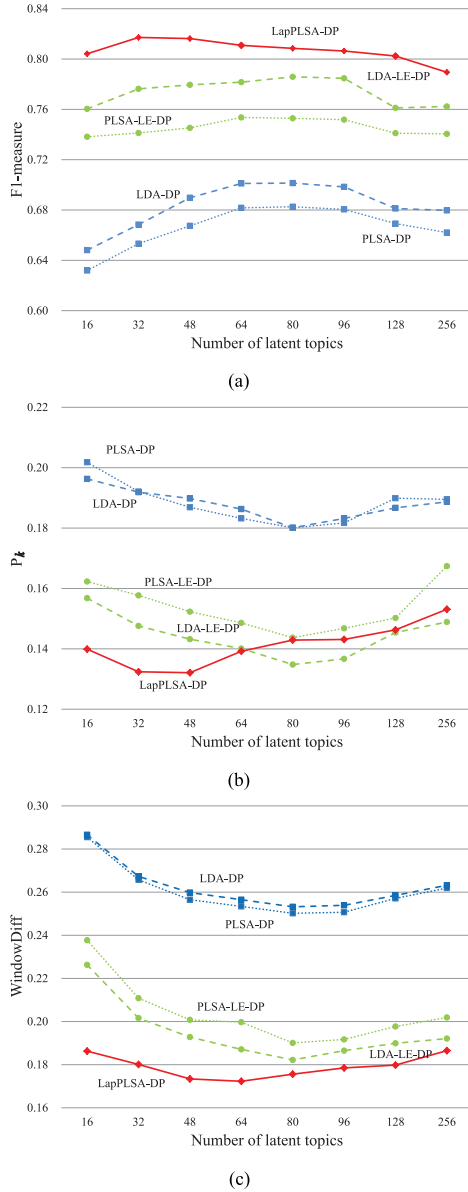 LapPLSA-DP
0.84
0.80
LDA-LE-DP
0.76
PLSA-LE-DP
0.72
LDA-DP
0.68
PLSA-DP
0.64
0.60
F1-measure
16 32 48 64 80 96 128 256
Number of latent topics
(a)
0.22
PLSA-DP
0.20
LDA-DP
0.18
Pk
0.16
PLSA-LE-DP
LDA-LE-DP
0.14
LapPLSA-DP
0.12
16 32 48 64 80 96 128 256
Number of latent topics
(b)
0.30
0.28
LDA-DP
0.26
PLSA-DP
0.24
WindowDiff
0.22
PLSA-LE-DP
0.20
LDA-LE-DP
0.18
LapPLSA-DP
0.16
16 32 48 64 80 96 128 256
Number of latent topics
(c)